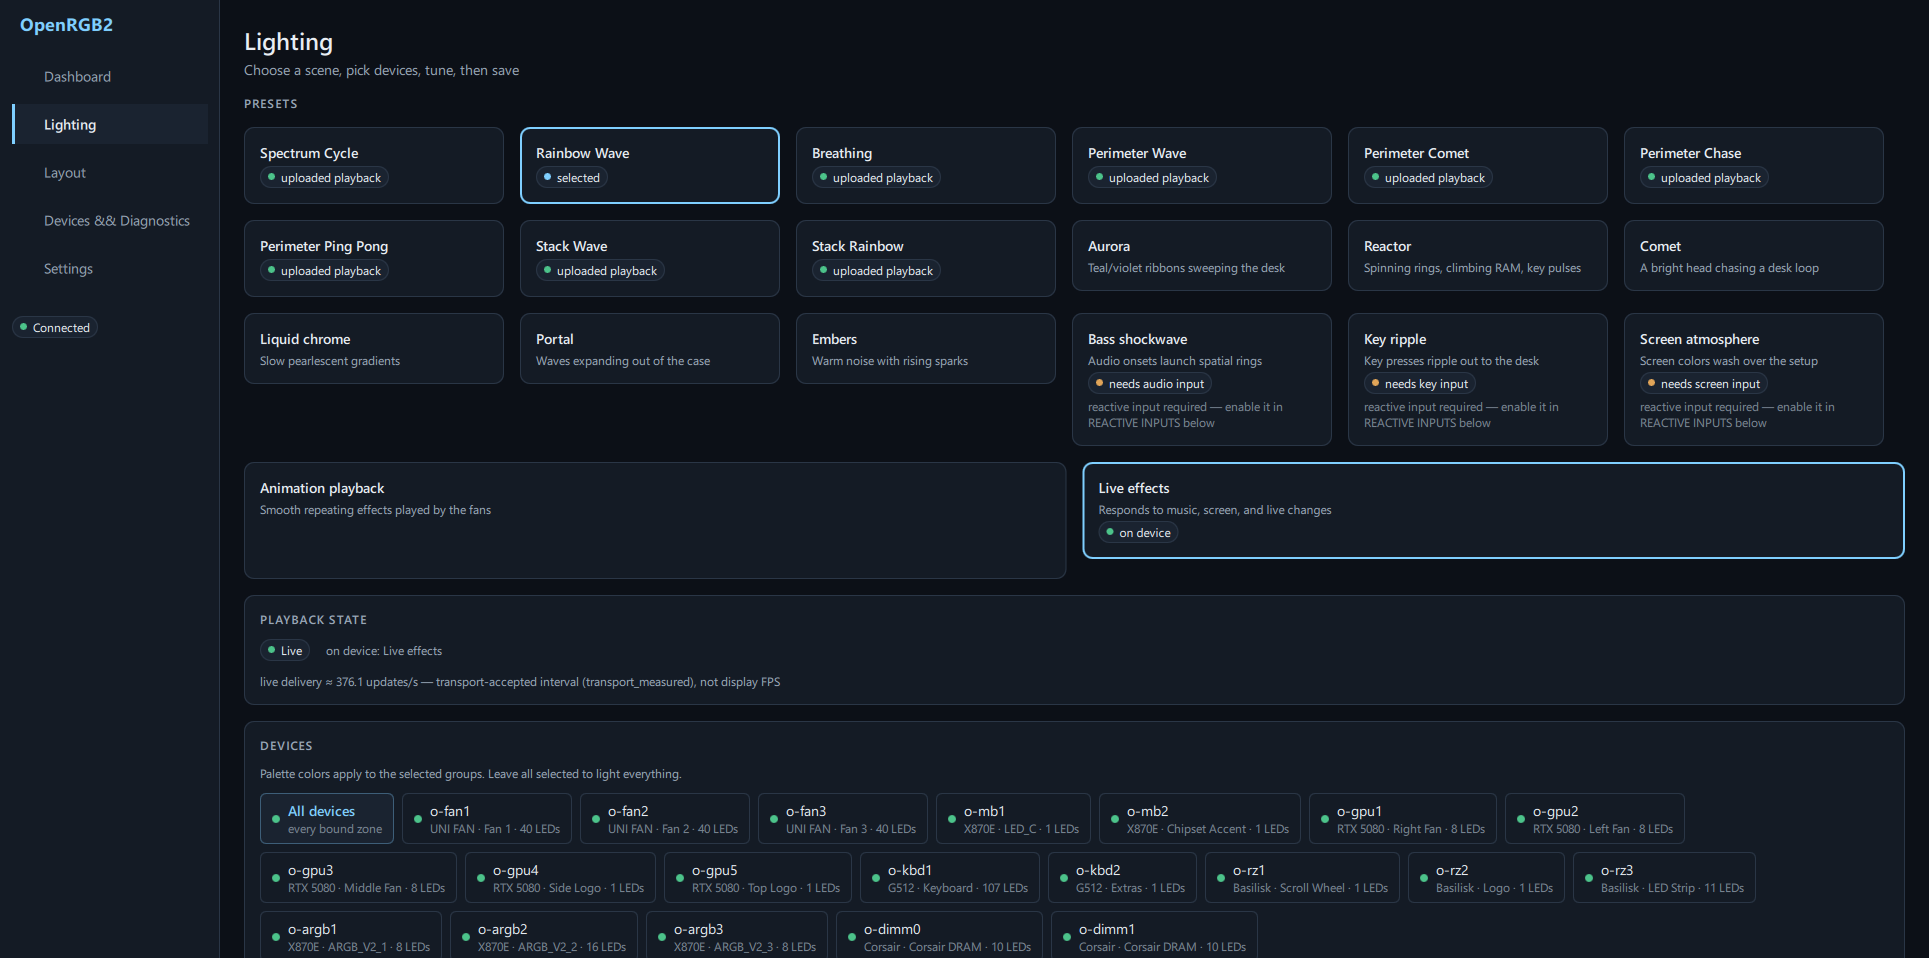 OpenRGB2
Dashboard
Lighting
Layout
Devices && Diagnostics
Settings
Connected
Lighting
Choose a scene, pick devices, tune, then save
PRESETS
Spectrum Cycle
uploaded playback
Rainbow Wave
selected
Breathing
uploaded playback
Perimeter Wave
uploaded playback
Perimeter Comet
uploaded playback
Perimeter Chase
uploaded playback
Perimeter Ping Pong
uploaded playback
Stack Wave
uploaded playback
Stack Rainbow
uploaded playback
Aurora
Teal/violet ribbons sweeping the desk
Reactor
Spinning rings, climbing RAM, key pulses
Comet
A bright head chasing a desk loop
Liquid chrome
Slow pearlescent gradients
Portal
Waves expanding out of the case
Embers
Warm noise with rising sparks
Bass shockwave
Audio onsets launch spatial rings
needs audio input
reactive input required — enable it in
REACTIVE INPUTS below
Key ripple
Key presses ripple out to the desk
needs key input
reactive input required — enable it in
REACTIVE INPUTS below
Screen atmosphere
Screen colors wash over the setup
needs screen input
reactive input required — enable it in
REACTIVE INPUTS below
Animation playback
Smooth repeating effects played by the fans
Live effects
Responds to music, screen, and live changes
on device
PLAYBACK STATE
Live
on device: Live effects
live delivery ≈ 376.1 updates/s — transport-accepted interval (transport_measured), not display FPS
DEVICES
Palette colors apply to the selected groups. Leave all selected to light everything.
All devices
every bound zone
o-fan1
UNI FAN · Fan 1 · 40 LEDs
o-fan2
UNI FAN · Fan 2 · 40 LEDs
o-fan3
UNI FAN · Fan 3 · 40 LEDs
o-mb1
X870E · LED_C · 1 LEDs
o-mb2
X870E · Chipset Accent · 1 LEDs
o-gpu1
RTX 5080 · Right Fan · 8 LEDs
o-gpu2
RTX 5080 · Left Fan · 8 LEDs
o-gpu3
RTX 5080 · Middle Fan · 8 LEDs
o-gpu4
RTX 5080 · Side Logo · 1 LEDs
o-gpu5
RTX 5080 · Top Logo · 1 LEDs
o-kbd1
G512 · Keyboard · 107 LEDs
o-kbd2
G512 · Extras · 1 LEDs
o-rz1
Basilisk · Scroll Wheel · 1 LEDs
o-rz2
Basilisk · Logo · 1 LEDs
o-rz3
Basilisk · LED Strip · 11 LEDs
o-argb1
X870E · ARGB_V2_1 · 8 LEDs
o-argb2
X870E · ARGB_V2_2 · 16 LEDs
o-argb3
X870E · ARGB_V2_3 · 8 LEDs
o-dimm0
Corsair · Corsair DRAM · 10 LEDs
o-dimm1
Corsair · Corsair DRAM · 10 LEDs